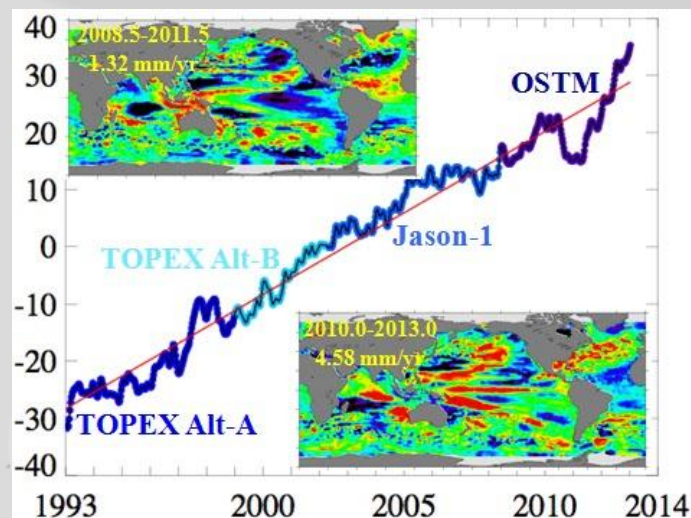 40
2008.5-2011.5
1.32 mm/yr
30
OSTM
20
10
Jason-1
0
TOPEX Alt-B
-10
2010.0-2013.0
4.58 mm/yr
-20
-30
TOPEX Alt-A
-40
1993 2000 2005 2010 2014